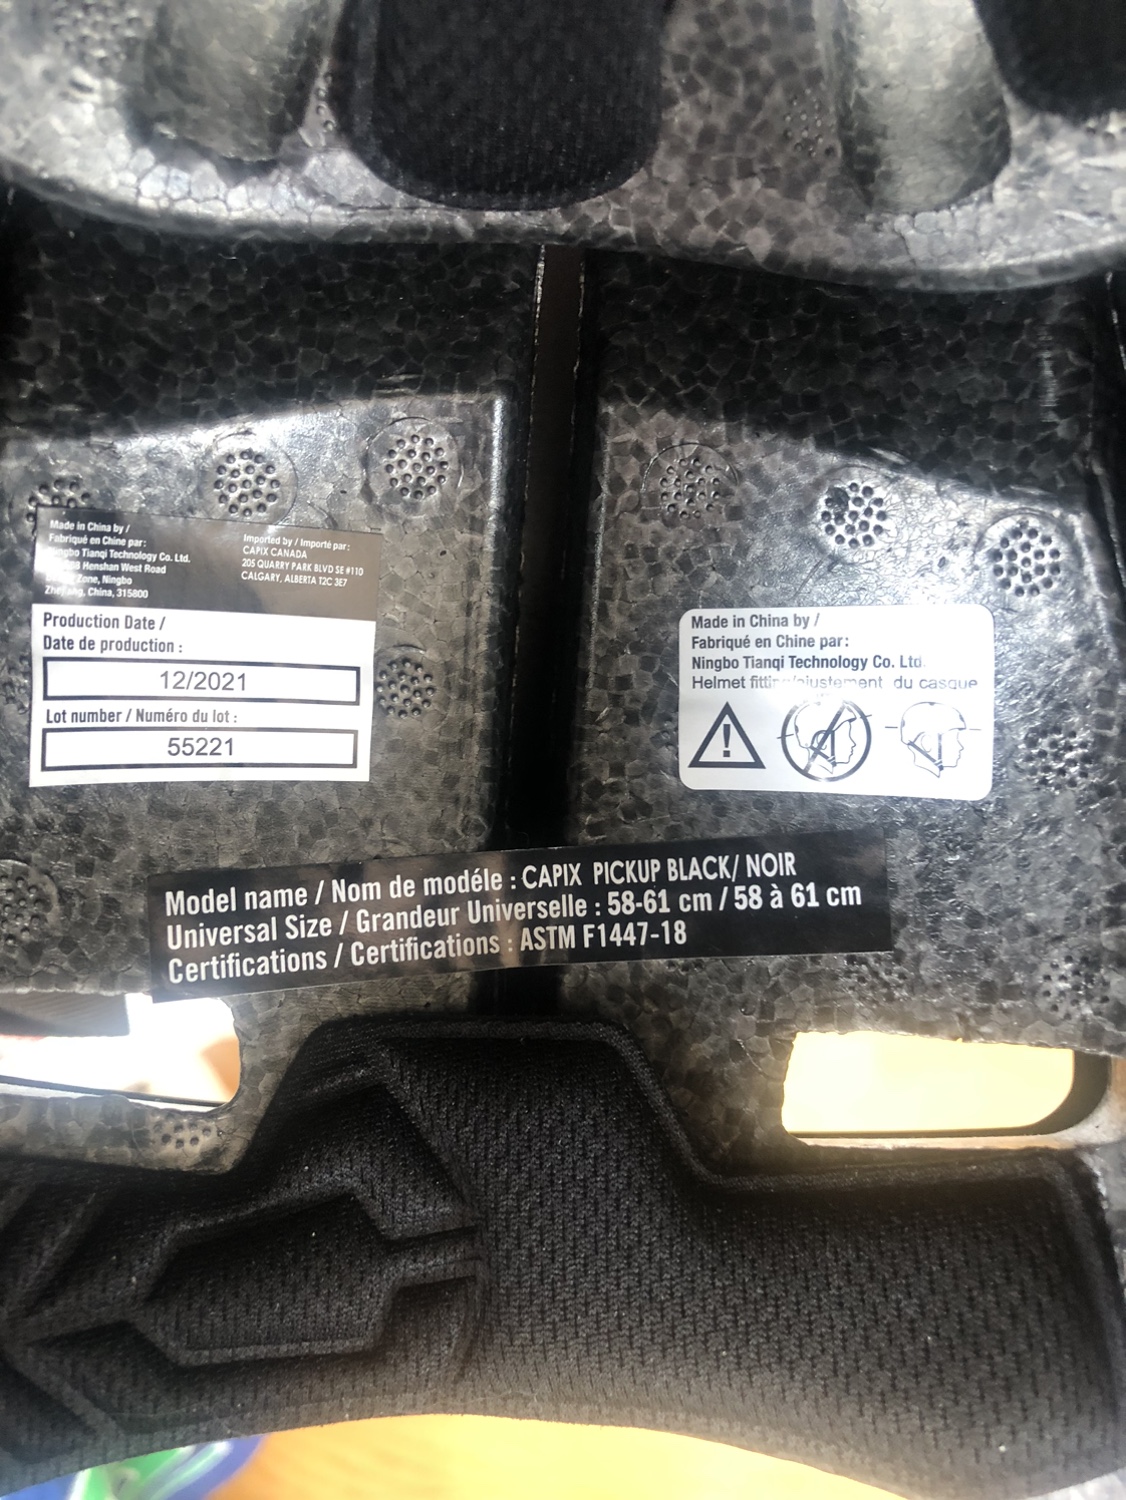 Made in China by /
Fabriqué en Chine par:
Tianqi Technology Co. Ltd.
Henshan West Road
Zone, Ningbo
China, 315800
Imported by / Importé par:
CAPIX CANADA
205 QUARRY PARK BLVD SE #110
CALGARY, ALBERTA T2C 3E7
Production Date /
Date de production :
12/2021
Lot number / Numéro du lot :
55221
Made in China by /
Fabriqué en Chine par:
Ningbo Tianqi Technology Co. Ltd.
Helmet fitting/ajustement du casque
Model name / Nom de modéle : CAPIX PICKUP BLACK/ NOIR
Universal Size / Grandeur Universelle : 58-61 cm / 58 à 61 cm
Certifications / Certifications : ASTM F1447-18